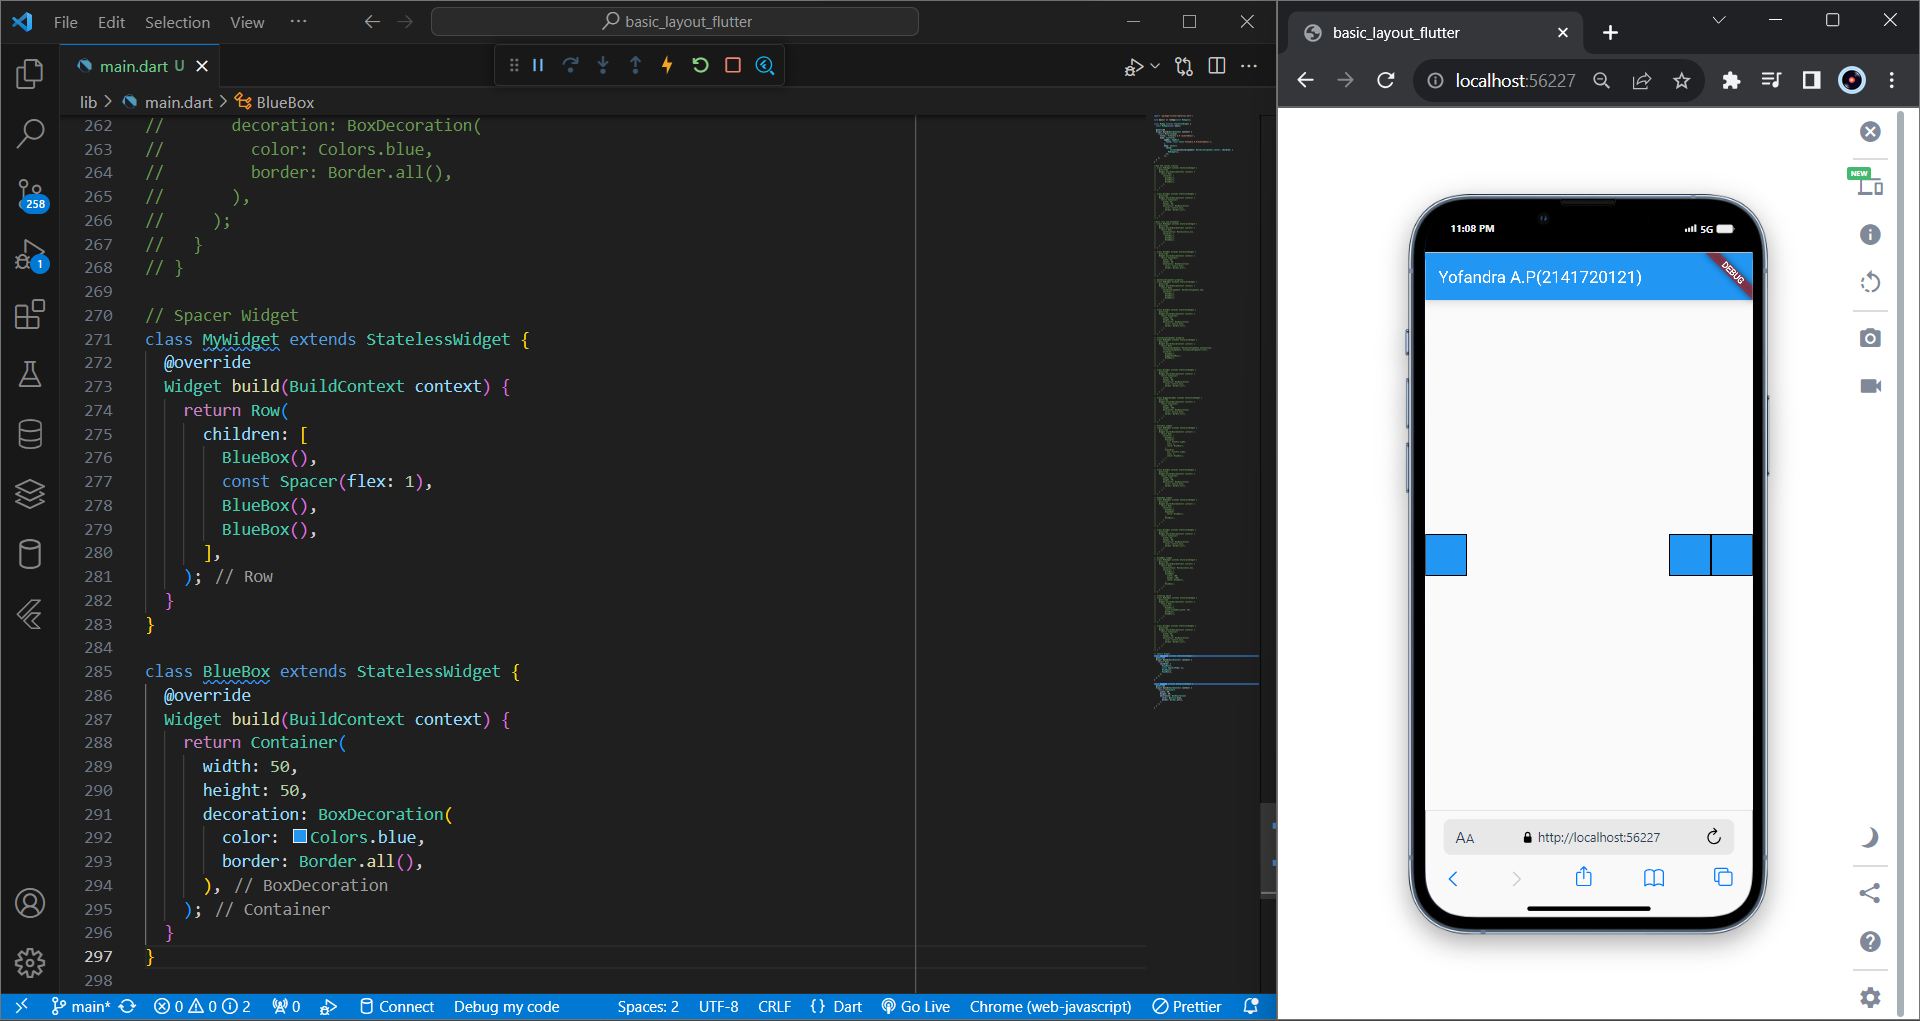 File Edit Selection View ··· basic_layout_flutter
main.dart U
lib > main.dart > BlueBox
262 // decoration: BoxDecoration(
263 // color: Colors.blue,
264 // border: Border.all(),
265 // ),
266 // );
267 // }
268 // }
269
270 // Spacer Widget
271 class MyWidget extends StatelessWidget {
272 @override
273 Widget build(BuildContext context) {
274 return Row(
275 children: [
276 BlueBox(),
277 const Spacer(flex: 1),
278 BlueBox(),
279 BlueBox(),
280 ],
281 ); // Row
282 }
283 }
284
285 class BlueBox extends StatelessWidget {
286 @override
287 Widget build(BuildContext context) {
288 return Container(
289 width: 50,
290 height: 50,
291 decoration: BoxDecoration(
292 color: Colors.blue,
293 border: Border.all(),
294 ), // BoxDecoration
295 ); // Container
296 }
297 }
298
258
1
main* 0 0 2 0 Connect Debug my code Spaces: 2 UTF-8 CRLF {} Dart Go Live Chrome (web-javascript) Prettier
basic_layout_flutter
localhost:56227
NEW
11:08 PM 5G
Yofandra A.P(2141720121)
DEBUG
AA http://localhost:56227